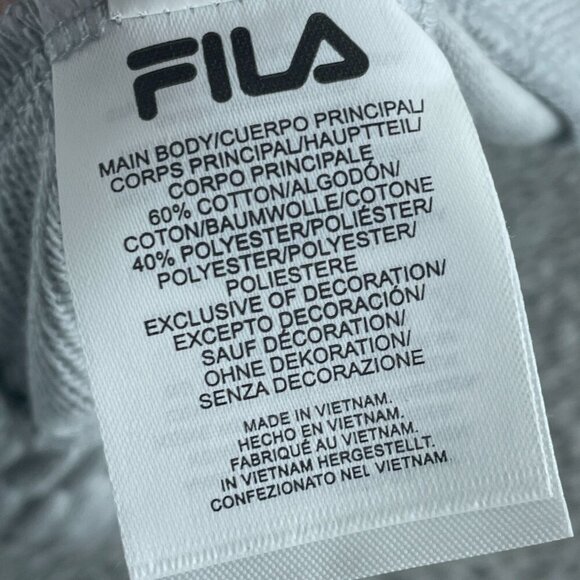 FILA
MAIN BODY/CUERPO PRINCIPAL/
CORPS PRINCIPAL/HAUPTTEIL/
CORPO PRINCIPALE
60% COTTON/ALGODÓN/
COTON/BAUMWOLLE/COTONE
40% POLYESTER/POLIÉSTER/
POLYESTER/POLYESTER/
POLIESTERE
EXCLUSIVE OF DECORATION/
EXCEPTO DECORACIÓN/
SAUF DÉCORATION/
OHNE DEKORATION/
SENZA DECORAZIONE
MADE IN VIETNAM.
HECHO EN VIETNAM.
FABRIQUÉ AU VIETNAM.
IN VIETNAM HERGESTELLT.
CONFEZIONATO NEL VIETNAM